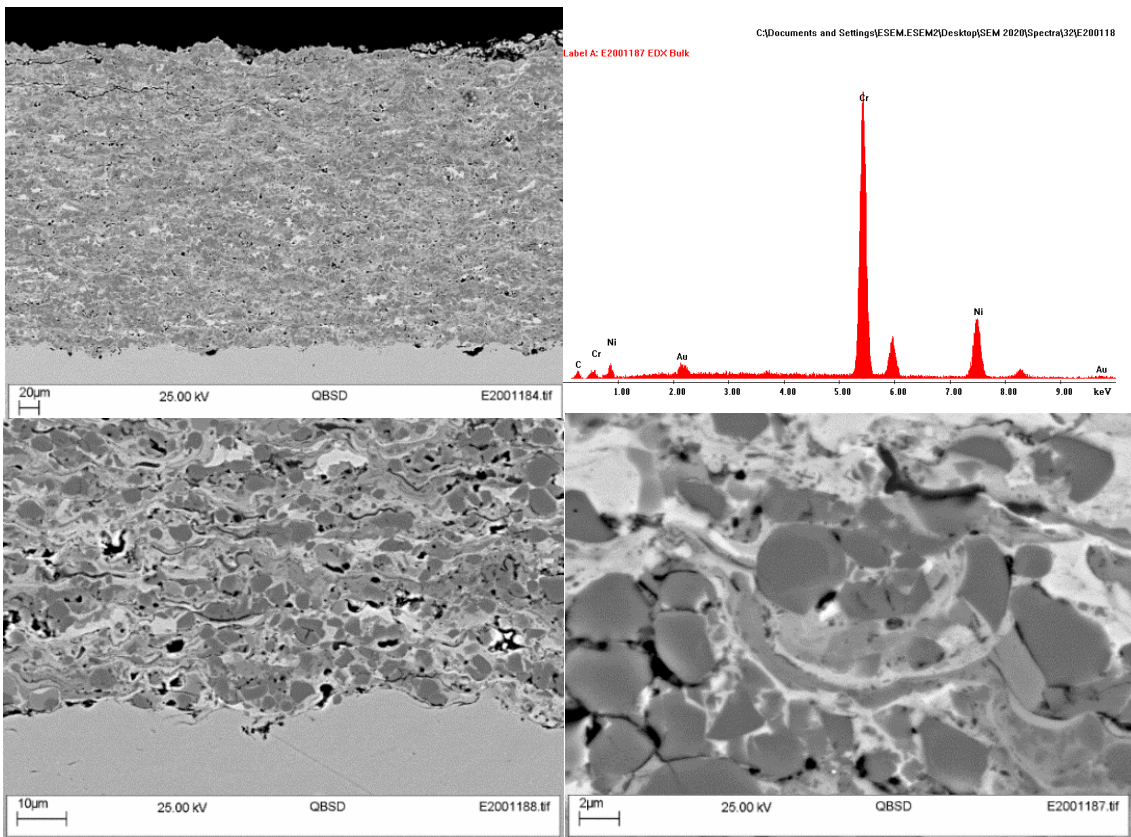 C:\Documents and Settings\ESEM.ESEM2\Desktop\SEM 2020\Spectra\32\E200118
Label A: E2001187 EDX Bulk
Cr
Ni
Ni
Cr
C
Au
Au
1.00 2.00 3.00 4.00 5.00 6.00 7.00 8.00 9.00 keV
20µm 25.00 kV QBSD E2001184.tif
10µm 25.00 kV QBSD E2001188.tif
2µm 25.00 kV QBSD E2001187.tif